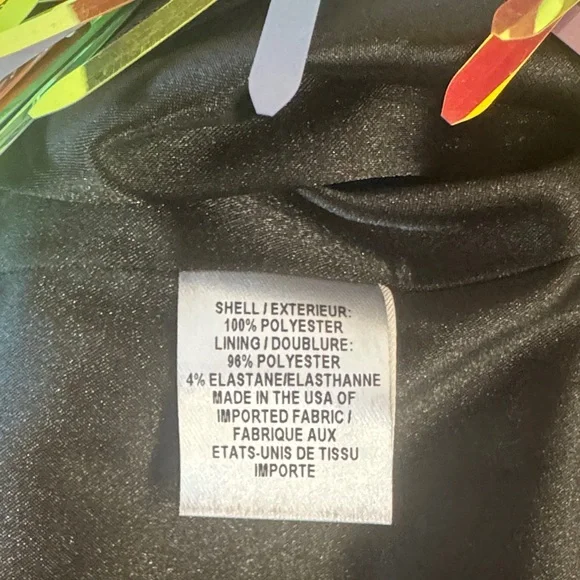 SHELL / EXTERIEUR:
100% POLYESTER
LINING / DOUBLURE:
96% POLYESTER
4% ELASTANE/ELASTHANNE
MADE IN THE USA OF
IMPORTED FABRIC /
FABRIQUE AUX
ETATS-UNIS DE TISSU
IMPORTE